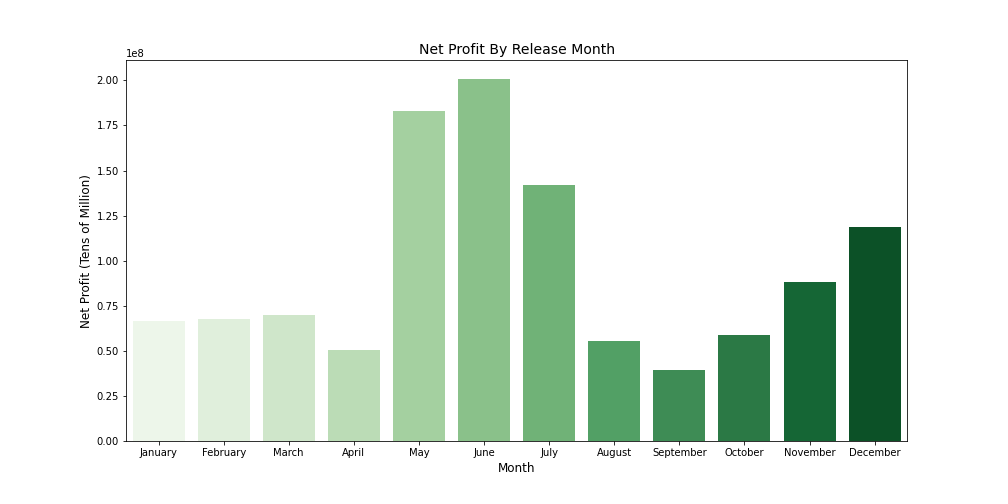 Net Profit By Release Month
1e8
2.00
1.75
1.50
1.25
1.00
0.75
0.50
0.25
0.00
Net Profit (Tens of Million)
January February March April May June July August September October November December
Month